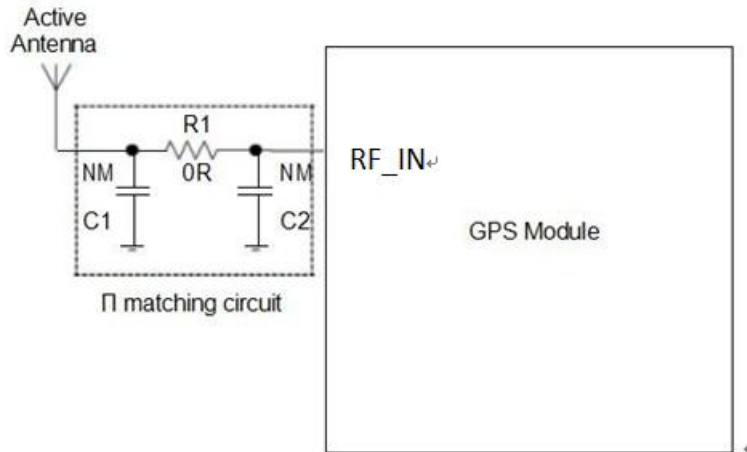 Active
Antenna
R1
NM
0R
NM
C1
C2
RF_IN
GPS Module
Π matching circuit